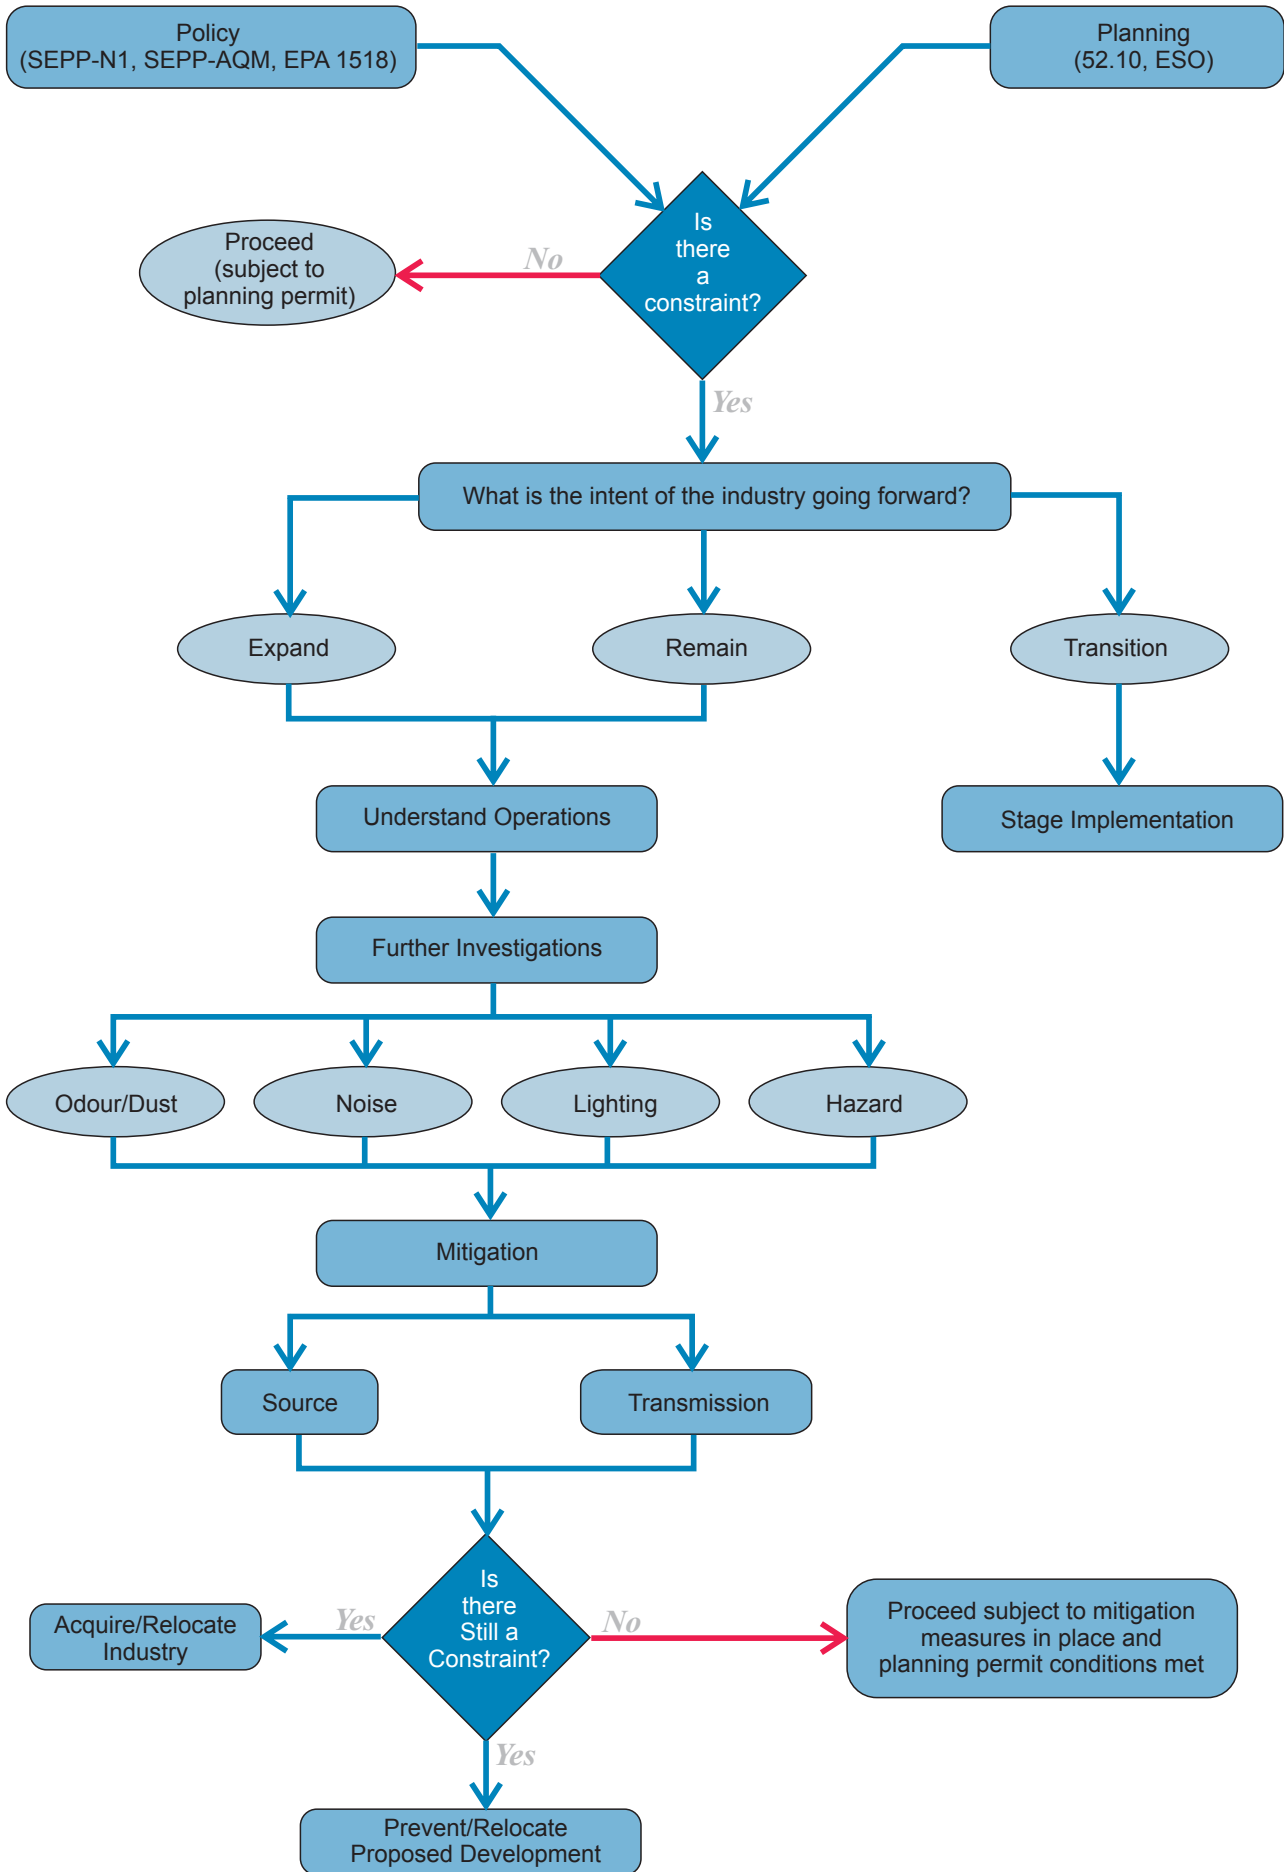 Policy
(SEPP-N1, SEPP-AQM, EPA 1518)
Planning
(52.10, ESO)
Is
there
a
constraint?
No
Proceed
(subject to
planning permit)
Yes
What is the intent of the industry going forward?
Expand
Remain
Transition
Understand Operations
Stage Implementation
Further Investigations
Odour/Dust
Noise
Lighting
Hazard
Mitigation
Source
Transmission
Is
there
Still a
Constraint?
Yes
Acquire/Relocate
Industry
No
Proceed subject to mitigation
measures in place and
planning permit conditions met
Yes
Prevent/Relocate
Proposed Development